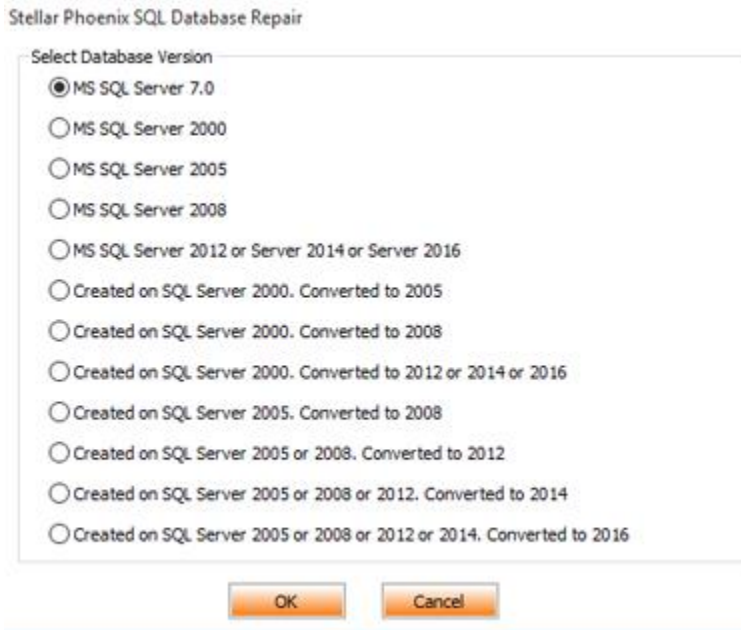 Stellar Phoenix SQL Database Repair
Select Database Version
MS SQL Server 7.0
MS SQL Server 2000
MS SQL Server 2005
MS SQL Server 2008
MS SQL Server 2012 or Server 2014 or Server 2016
Created on SQL Server 2000. Converted to 2005
Created on SQL Server 2000. Converted to 2008
Created on SQL Server 2000. Converted to 2012 or 2014 or 2016
Created on SQL Server 2005. Converted to 2008
Created on SQL Server 2005 or 2008. Converted to 2012
Created on SQL Server 2005 or 2008 or 2012. Converted to 2014
Created on SQL Server 2005 or 2008 or 2012 or 2014. Converted to 2016
OK Cancel